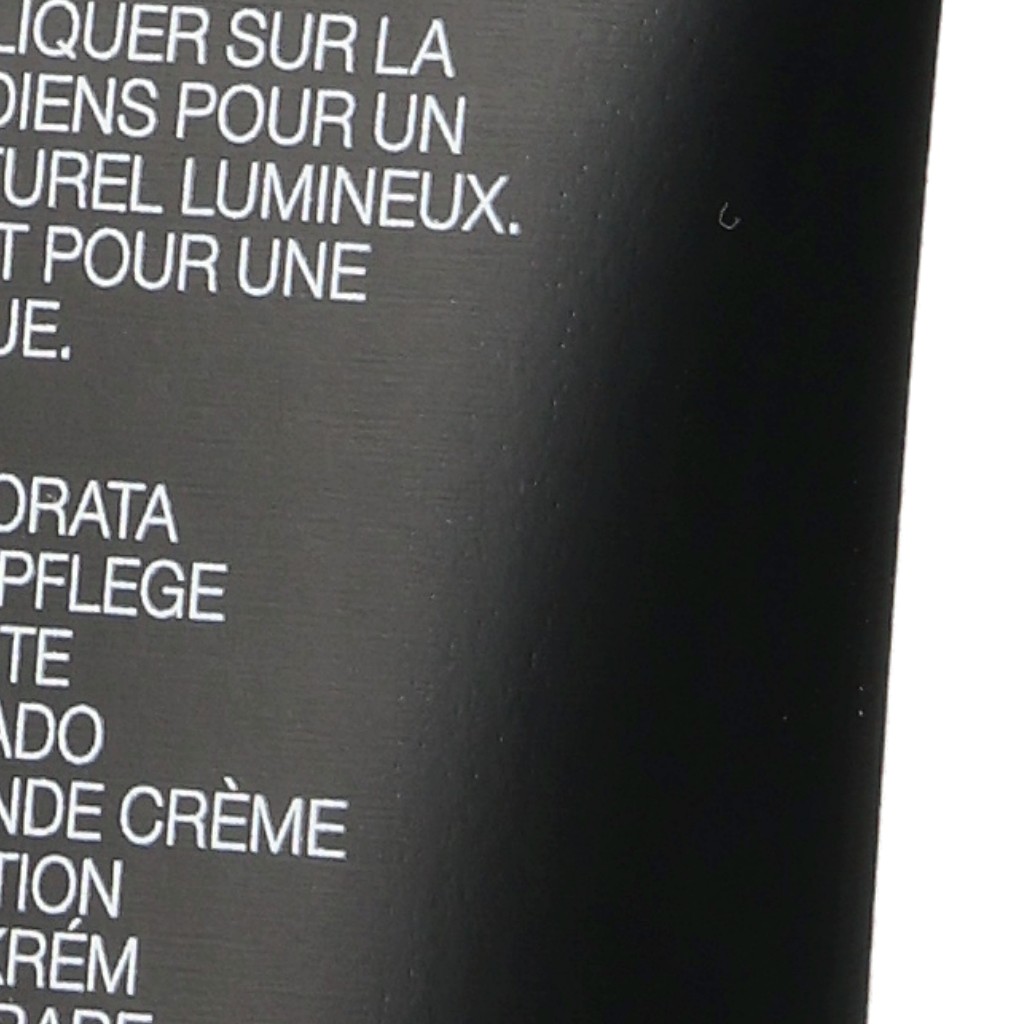 LIQUER SUR LA
DIENS POUR UN
TUREL LUMINEUX.
T POUR UNE
UE.
ORATA
PFLEGE
TE
ADO
NDE CRÈME
TION
KRÉM